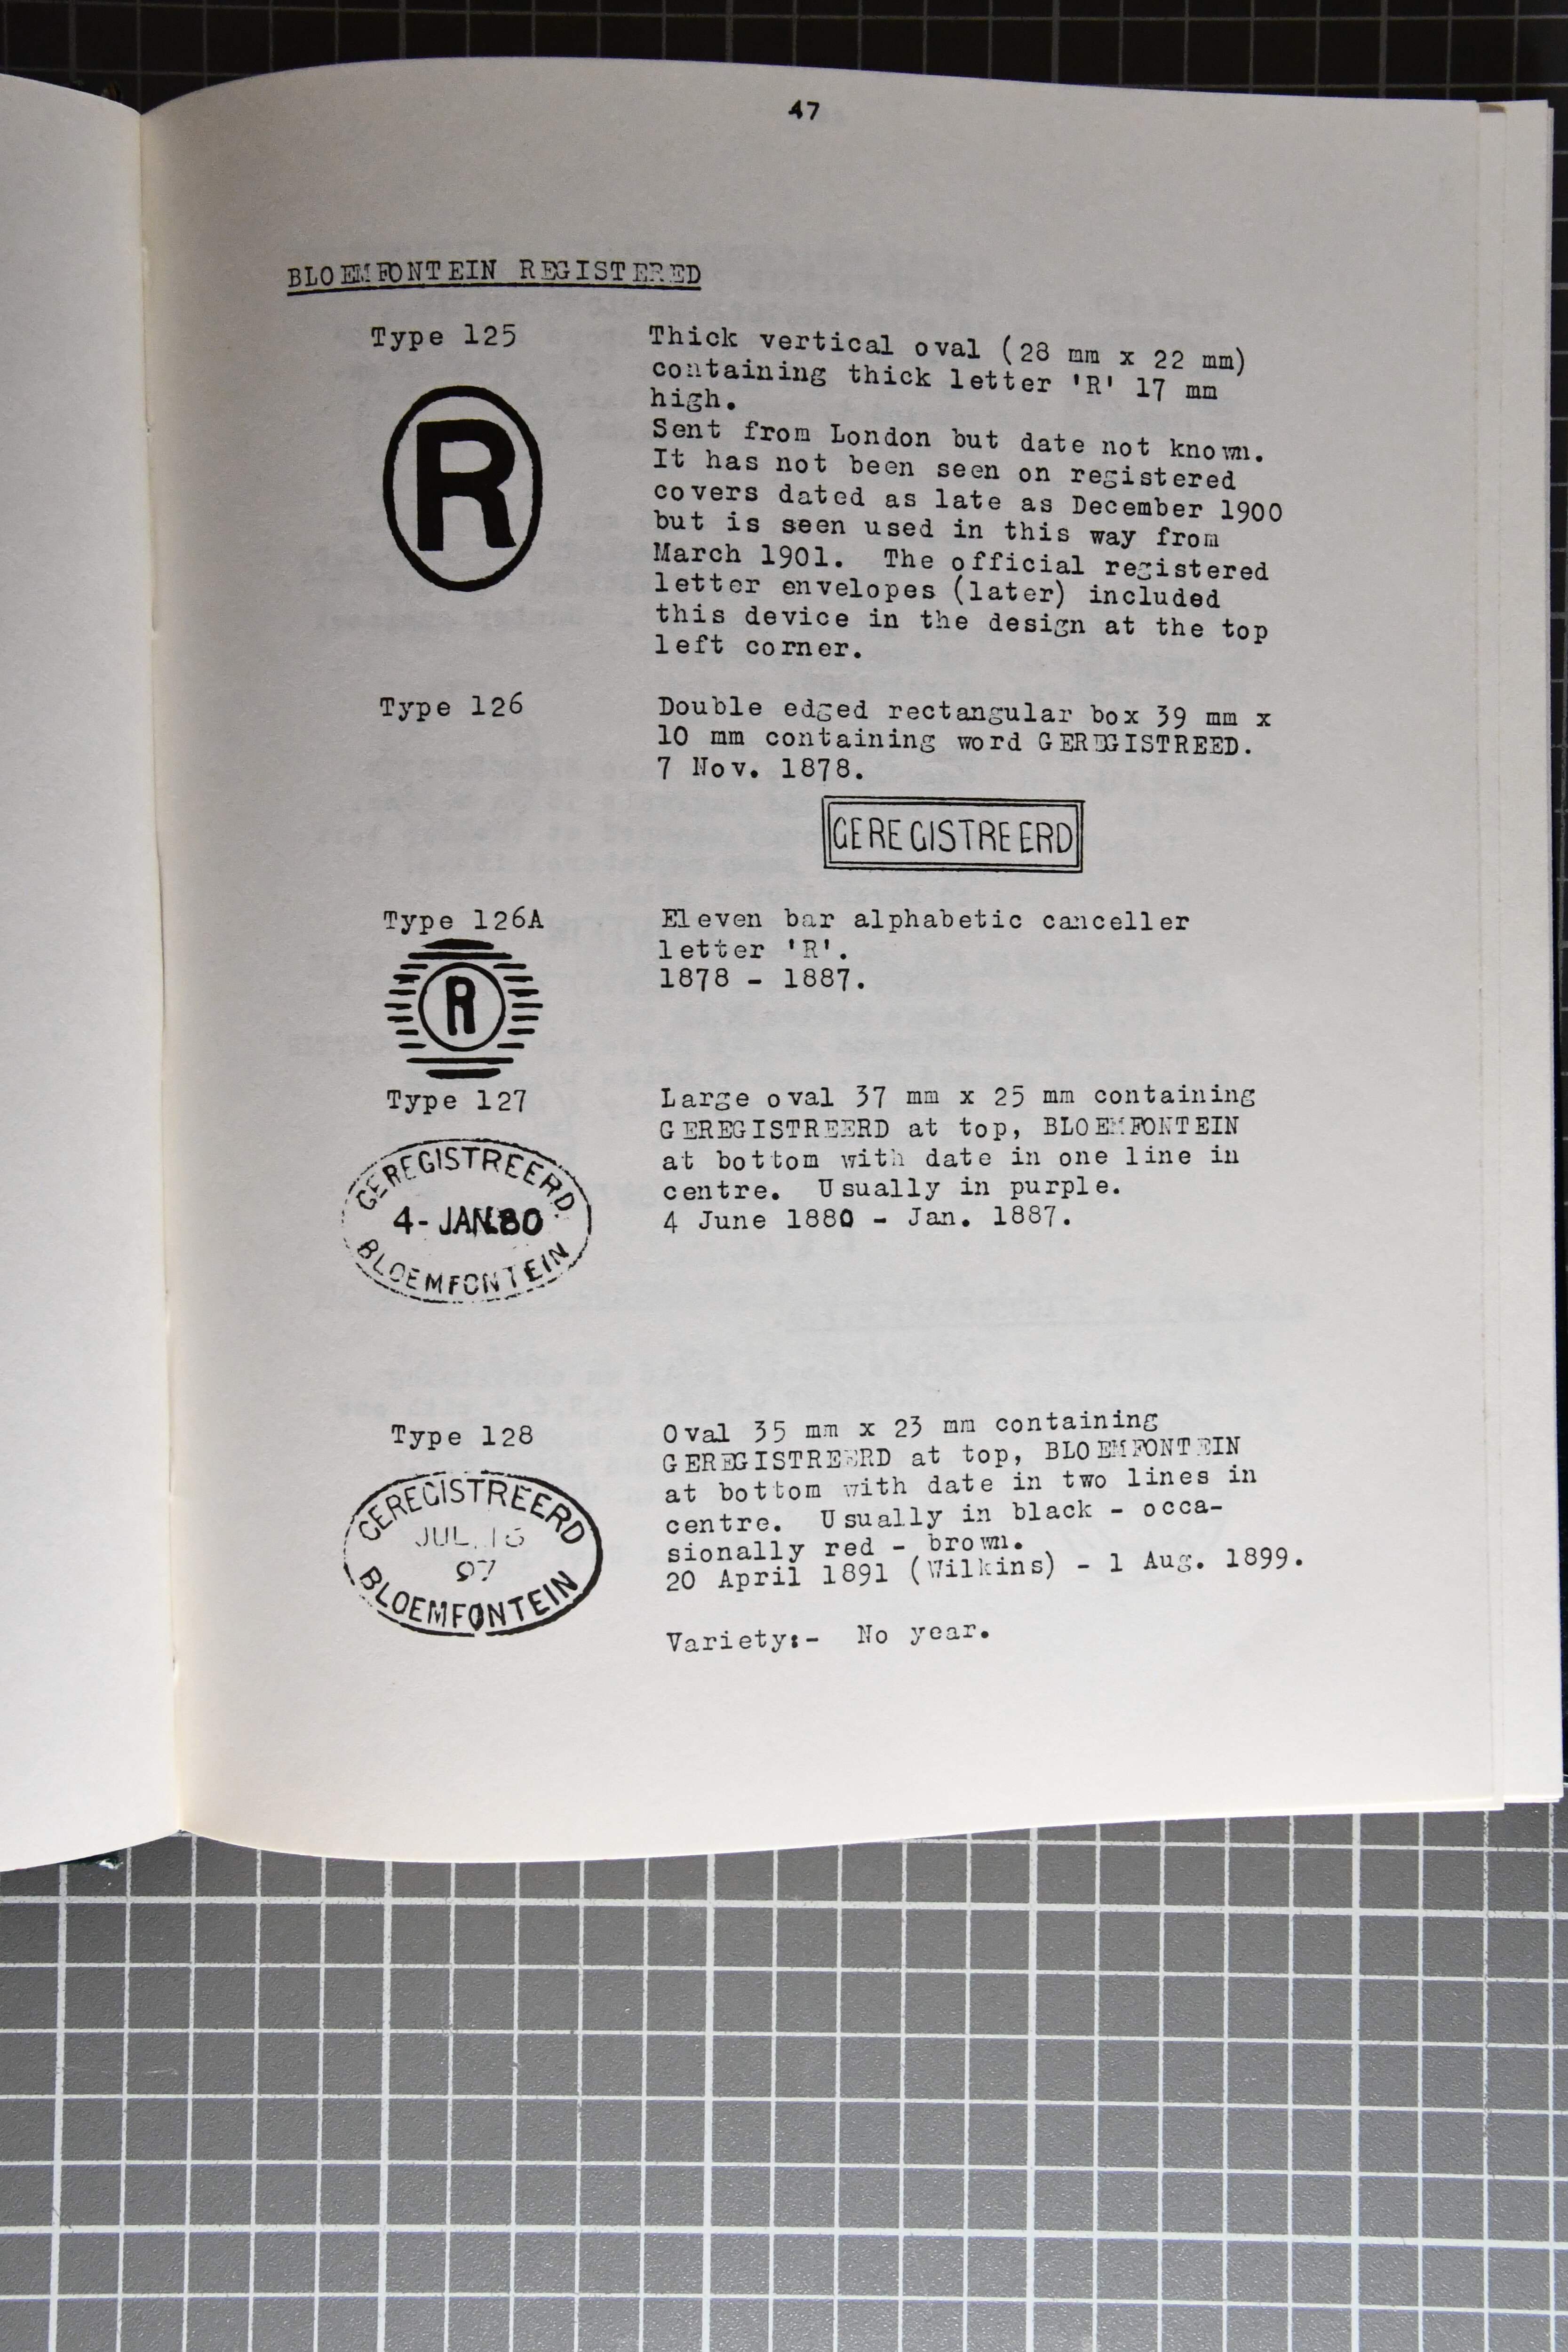 47
BLOEMFONTEIN REGISTERED
Type 125
R
Thick vertical oval (28 mm x 22 mm)
containing thick letter 'R' 17 mm
high.
Sent from London but date not known.
It has not been seen on registered
covers dated as late as December 1900
but is seen used in this way from
March 1901. The official registered
letter envelopes (later) included
this device in the design at the top
left corner.
Type 126
Double edged rectangular box 39 mm x
10 mm containing word GEREGISTREED.
7 Nov. 1878.
GEREGISTREERD
Type 126A
R
Eleven bar alphabetic canceller
letter 'R'.
1878 - 1887.
Type 127
GEREGISTREERD.
4-JAN.80
BLOEMFONTEIN
Large oval 37 mm x 25 mm containing
GEREGISTREERD at top, BLOEMFONTEIN
at bottom with date in one line in
centre. Usually in purple.
4 June 1880 - Jan. 1887.
Type 128
GEREGISTREERD
JUL.
97
BLOEMFONTEIN
Oval 35 mm x 23 mm containing
GEREGISTREERD at top, BLOEMFONTEIN
at bottom with date in two lines in
centre. Usually in black - occa-
sionally red - brown.
20 April 1891 (Wilkins) - 1 Aug. 1899.
Variety:- No year.